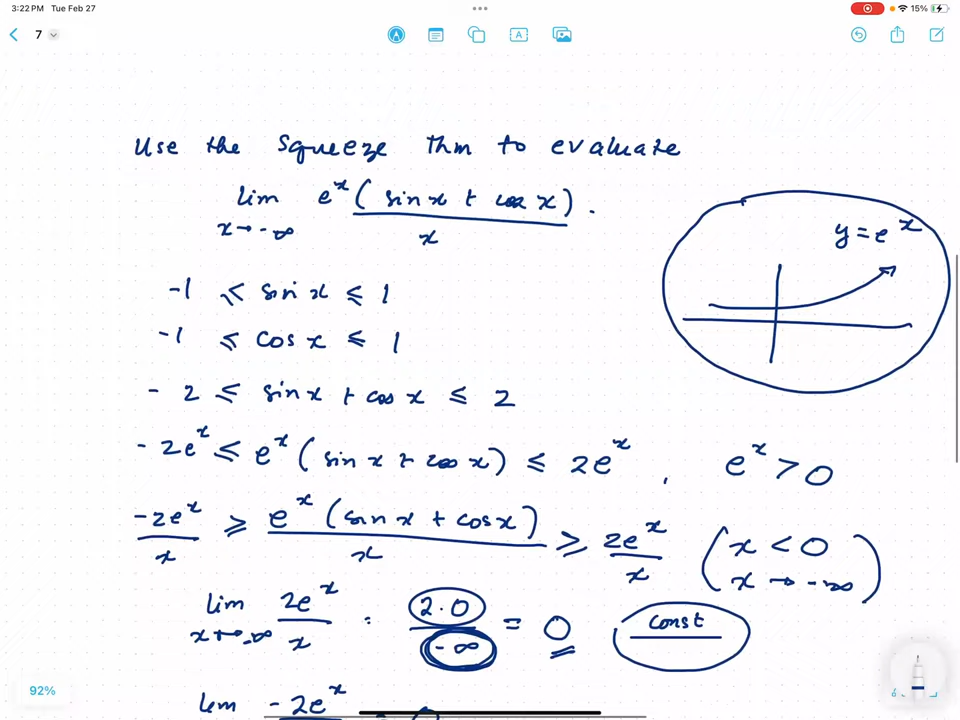 3:22 PM Tue Feb 27
15%
7
A
Use the squeeze thm to evaluate
lim x→-∞ e^x (sin x + cos x) / x .
y = e^x
-1 ≤ sin x ≤ 1
-1 ≤ cos x ≤ 1
- 2 ≤ sin x + cos x ≤ 2
- 2e^x ≤ e^x ( sin x + cos x ) ≤ 2e^x , e^x > 0
-2e^x / x ≥ e^x (sin x + cos x) / x ≥ 2e^x / x ( x < 0 x → -∞ )
lim x→-∞ 2e^x / x = 2·0 / -∞ = 0 const
lim -2e^x
92%